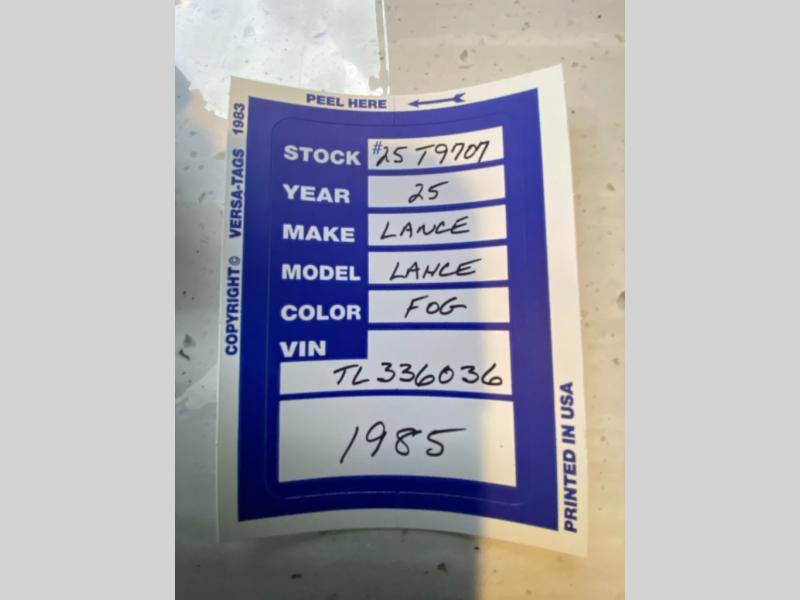 PEEL HERE
COPYRIGHT© VERSA-TAGS 1983
STOCK #25T9707
YEAR 25
MAKE LANCE
MODEL LANCE
COLOR FOG
VIN
TL336036
1985
PRINTED IN USA